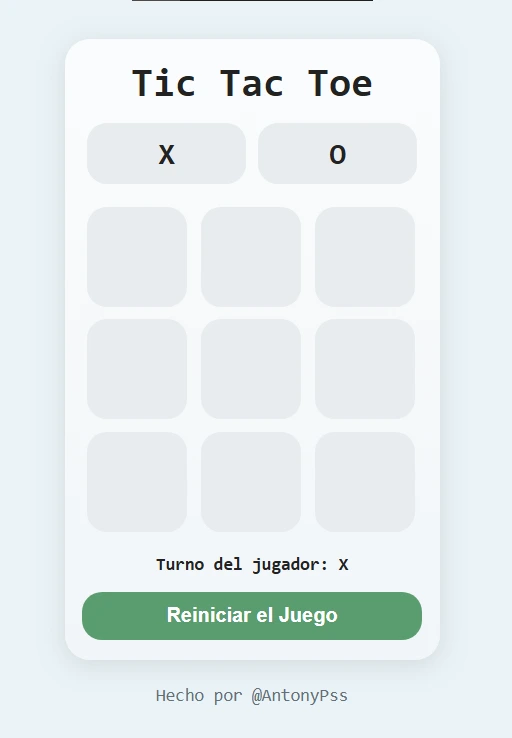 Tic Tac Toe
X O
Turno del jugador: X
Reiniciar el Juego
Hecho por @AntonyPss